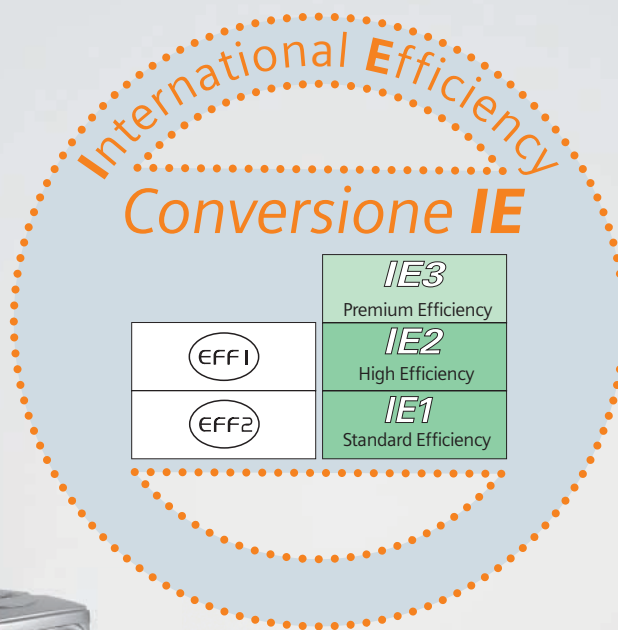 International Efficiency
Conversione IE
IE3
Premium Efficiency
EFF1
IE2
High Efficiency
EFF2
IE1
Standard Efficiency